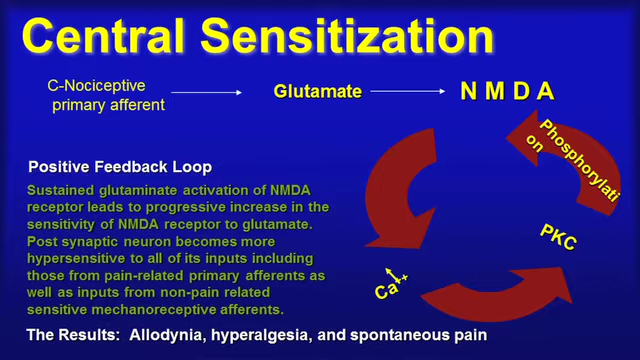 Central Sensitization
C-Nociceptive
primary afferent
Glutamate
N M D A
Phosphorylati
on
PKC
Ca++
Positive Feedback Loop
Sustained glutaminate activation of NMDA
receptor leads to progressive increase in the
sensitivity of NMDA receptor to glutamate.
Post synaptic neuron becomes more
hypersensitive to all of its inputs including
those from pain-related primary afferents as
well as inputs from non-pain related
sensitive mechanoreceptive afferents.
The Results: Allodynia, hyperalgesia, and spontaneous pain